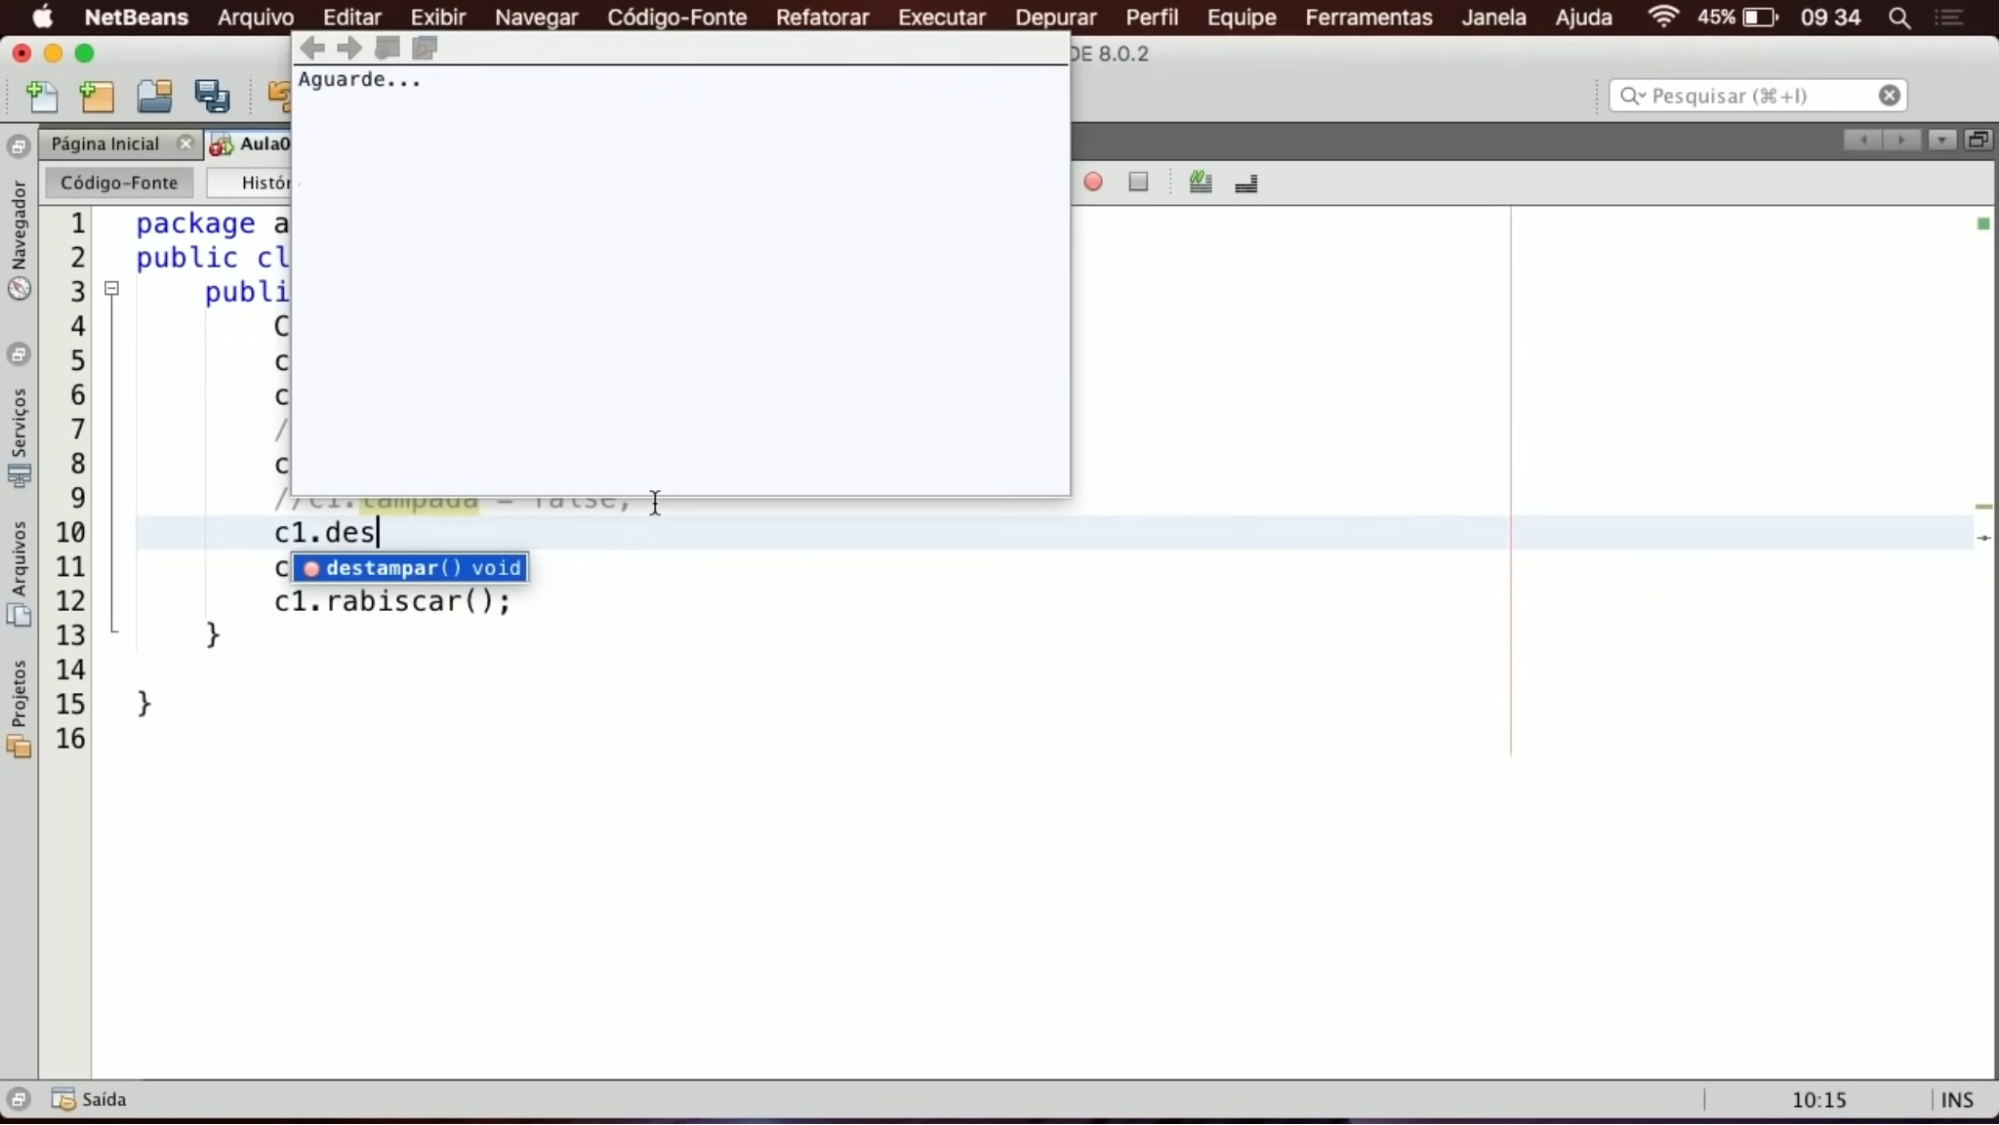 NetBeans Arquivo Editar Exibir Navegar Código-Fonte Refatorar Executar Depurar Perfil Equipe Ferramentas Janela Ajuda 45% 09 34
DE 8.0.2
Pesquisar (⌘+I)
Aguarde...
Página Inicial Aula0
Código-Fonte Histór
Navegador
Serviços
Arquivos
Projetos
1 package a
2 public cl
3 publi
4 C
5 c
6 c
7 /
8 c
9 //c1.tampada = false;
10 c1.des
destampar() void
11 c
12 c1.rabiscar();
13 }
14
15 }
16
Saída 10:15 INS